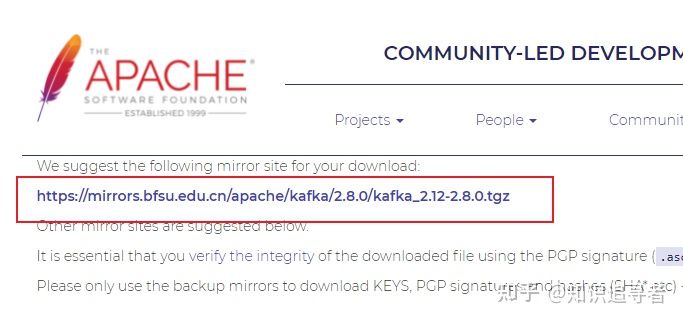 THE
APACHE®
SOFTWARE FOUNDATION
ESTABLISHED 1999
COMMUNITY-LED DEVELOPM
Projects
People
Communit
We suggest the following mirror site for your download:
https://mirrors.bfsu.edu.cn/apache/kafka/2.8.0/kafka_2.12-2.8.0.tgz
Other mirror sites are suggested below.
It is essential that you verify the integrity of the downloaded file using the PGP signature ( .asc
Please only use the backup mirrors to download KEYS, PGP signatures and hashes (SHA* etc) -
知乎 @知识追寻者